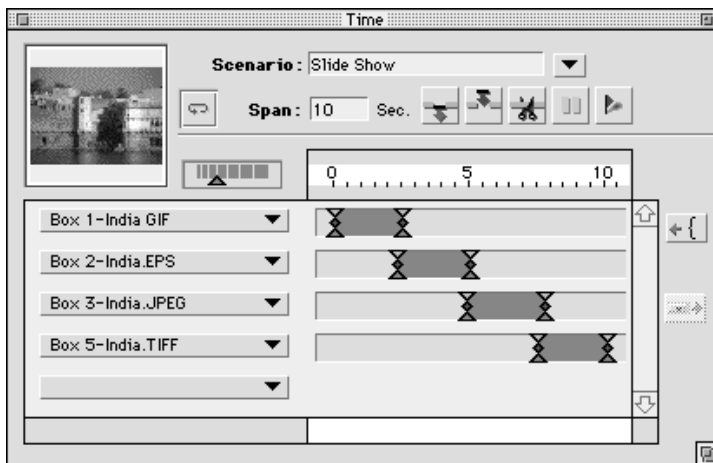 Time
Scenario: Slide Show
Span: 10 Sec.
0 5 10
Box 1-India GIF
Box 2-India.EPS
Box 3-India.JPEG
Box 5-India.TIFF